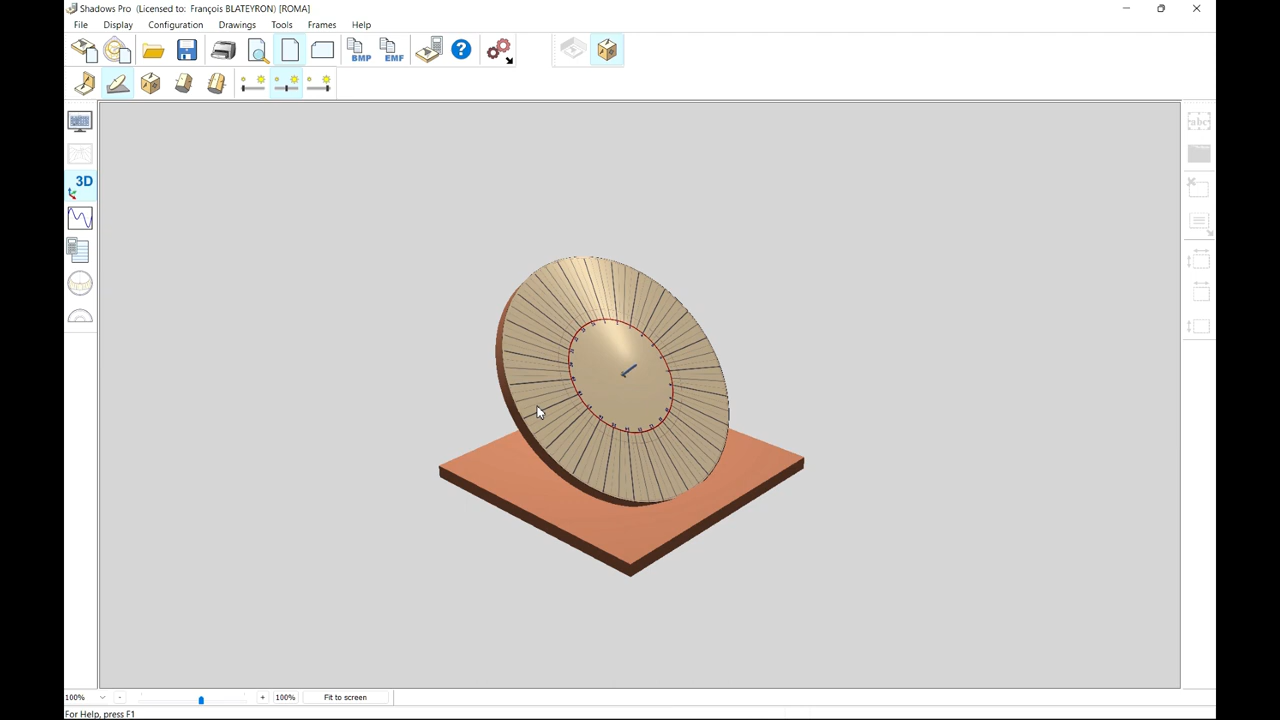 Shadows Pro (Licensed to: François BLATEYRON) [ROMA]
File Display Configuration Drawings Tools Frames Help
BMP EMF ?
3D
abc
100% - + 100% Fit to screen
For Help, press F1